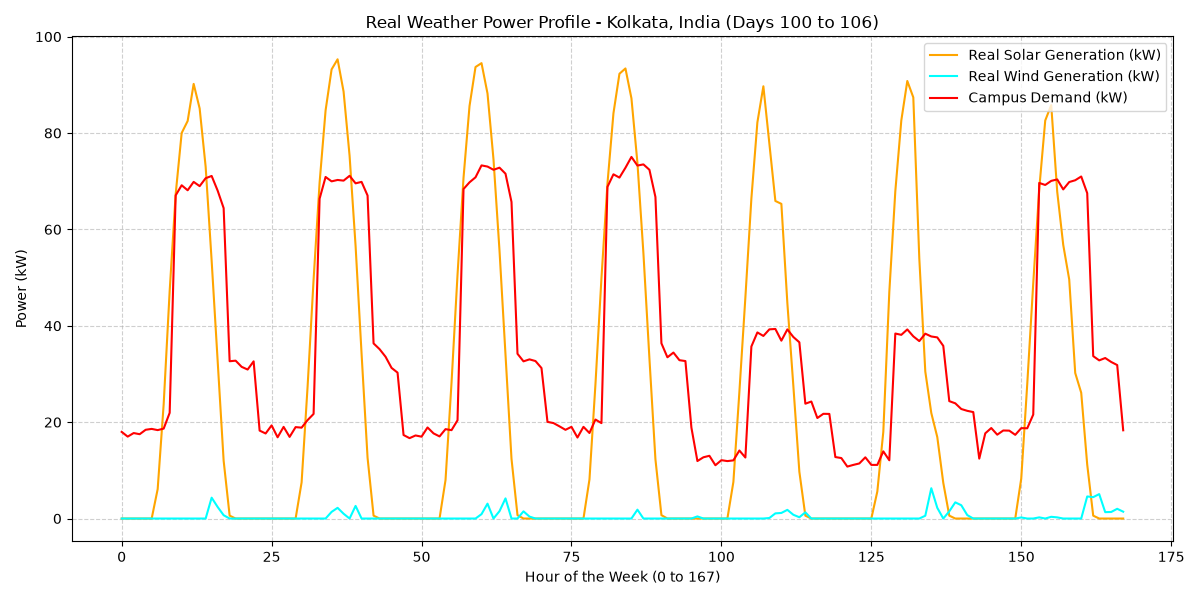 Real Weather Power Profile - Kolkata, India (Days 100 to 106)
Real Solar Generation (kW)
Real Wind Generation (kW)
Campus Demand (kW)
Power (kW)
100
80
60
40
20
0
0 25 50 75 100 125 150 175
Hour of the Week (0 to 167)